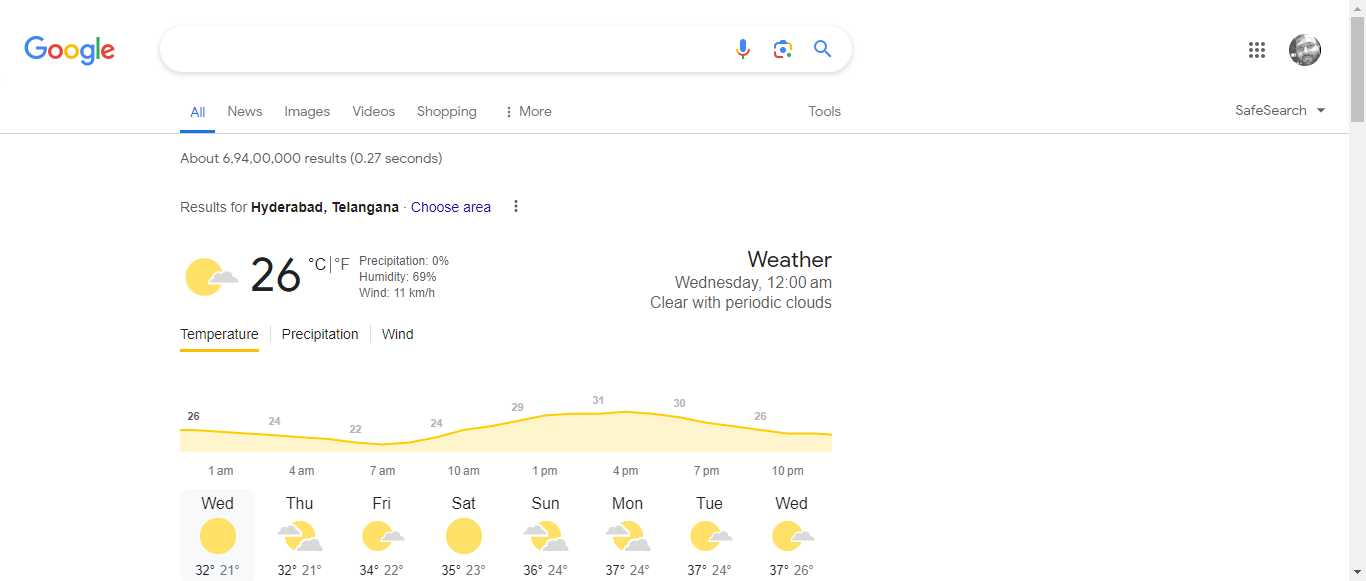 Google
All News Images Videos Shopping More Tools SafeSearch
About 6,94,00,000 results (0.27 seconds)
Results for Hyderabad, Telangana · Choose area
26 °C|°F
Precipitation: 0%
Humidity: 69%
Wind: 11 km/h
Weather
Wednesday, 12:00 am
Clear with periodic clouds
Temperature Precipitation Wind
26 24 22 24 29 31 30 26
1 am 4 am 7 am 10 am 1 pm 4 pm 7 pm 10 pm
Wed Thu Fri Sat Sun Mon Tue Wed
32° 21° 32° 21° 34° 22° 35° 23° 36° 24° 37° 24° 37° 24° 37° 26°